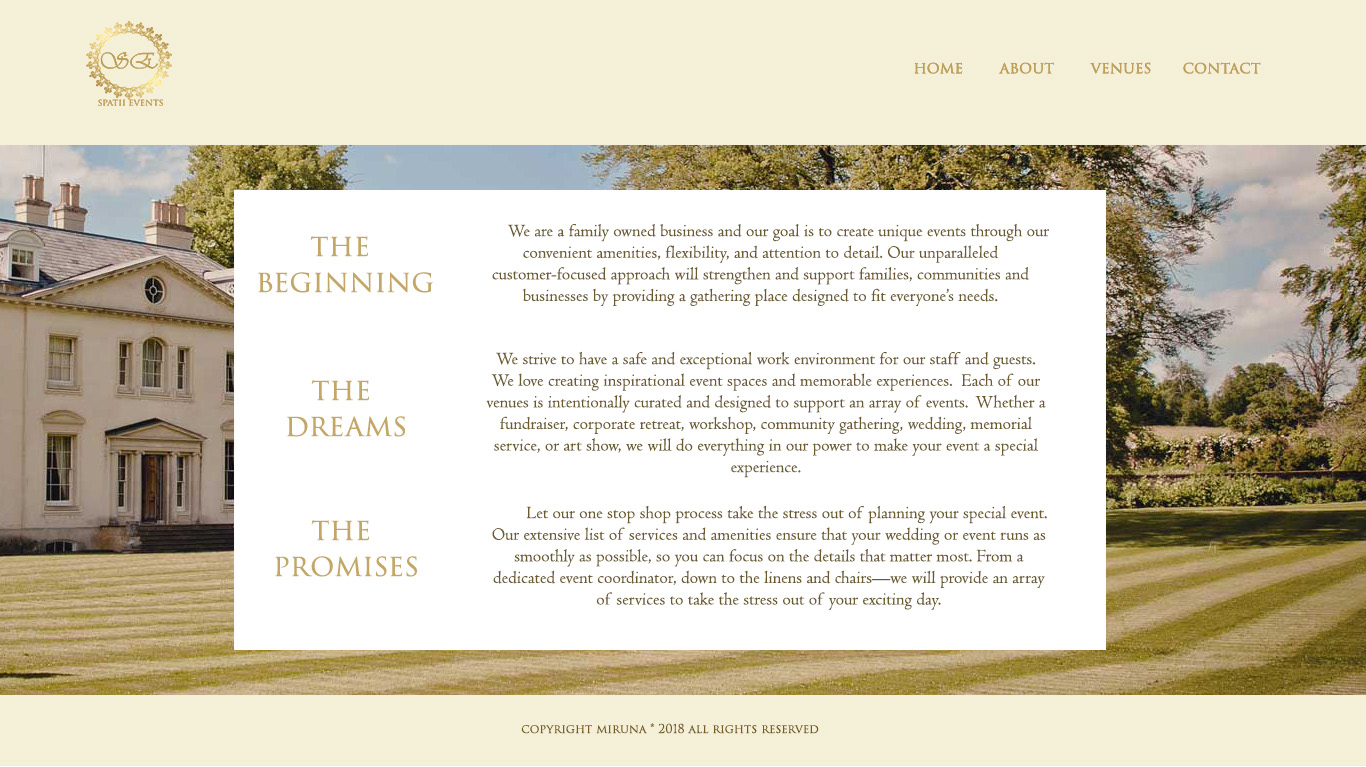 SE
SPATII EVENTS
HOME ABOUT VENUES CONTACT
THE
BEGINNING
We are a family owned business and our goal is to create unique events through our
convenient amenities, flexibility, and attention to detail. Our unparalleled
customer-focused approach will strengthen and support families, communities and
businesses by providing a gathering place designed to fit everyone's needs.
THE
DREAMS
We strive to have a safe and exceptional work environment for our staff and guests.
We love creating inspirational event spaces and memorable experiences. Each of our
venues is intentionally curated and designed to support an array of events. Whether a
fundraiser, corporate retreat, workshop, community gathering, wedding, memorial
service, or art show, we will do everything in our power to make your event a special
experience.
THE
PROMISES
Let our one stop shop process take the stress out of planning your special event.
Our extensive list of services and amenities ensure that your wedding or event runs as
smoothly as possible, so you can focus on the details that matter most. From a
dedicated event coordinator, down to the linens and chairs—we will provide an array
of services to take the stress out of your exciting day.
COPYRIGHT MIRUNA * 2018 ALL RIGHTS RESERVED